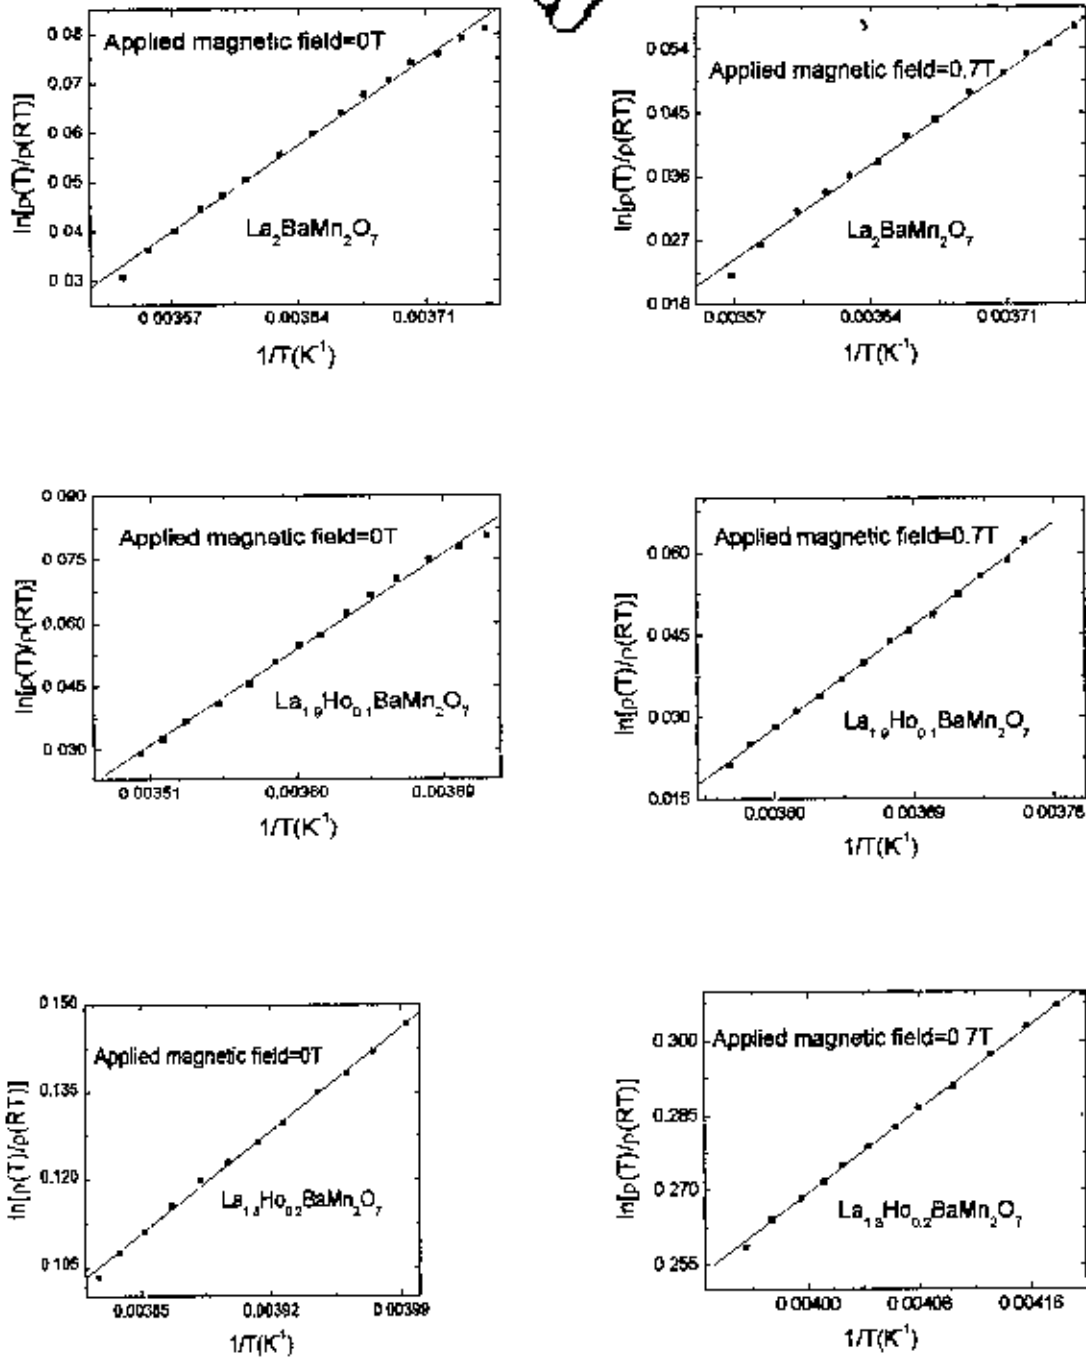 Applied magnetic field=0T
0.08
0.07
0.06
0.05
0.04
0.03
ln[ρ(T)/ρ(RT)]
La2BaMn2O7
0.00357 0.00364 0.00371
1/T(K-1)
Applied magnetic field=0.7T
0.054
0.045
0.036
0.027
0.018
ln[ρ(T)/ρ(RT)]
La2BaMn2O7
0.00357 0.00364 0.00371
1/T(K-1)
0.090
Applied magnetic field=0T
0.075
0.060
0.045
0.030
ln[ρ(T)/ρ(RT)]
La1.9Ho0.1BaMn2O7
0.00351 0.00360 0.00369
1/T(K-1)
Applied magnetic field=0.7T
0.060
0.045
0.030
0.015
ln[ρ(T)/ρ(RT)]
La1.9Ho0.1BaMn2O7
0.00360 0.00369 0.00378
1/T(K-1)
0.150
Applied magnetic field=0T
0.135
0.120
0.105
ln[ρ(T)/ρ(RT)]
La1.8Ho0.2BaMn2O7
0.00385 0.00392 0.00399
1/T(K-1)
Applied magnetic field=0.7T
0.300
0.285
0.270
0.255
ln[ρ(T)/ρ(RT)]
La1.8Ho0.2BaMn2O7
0.00400 0.00408 0.00416
1/T(K-1)